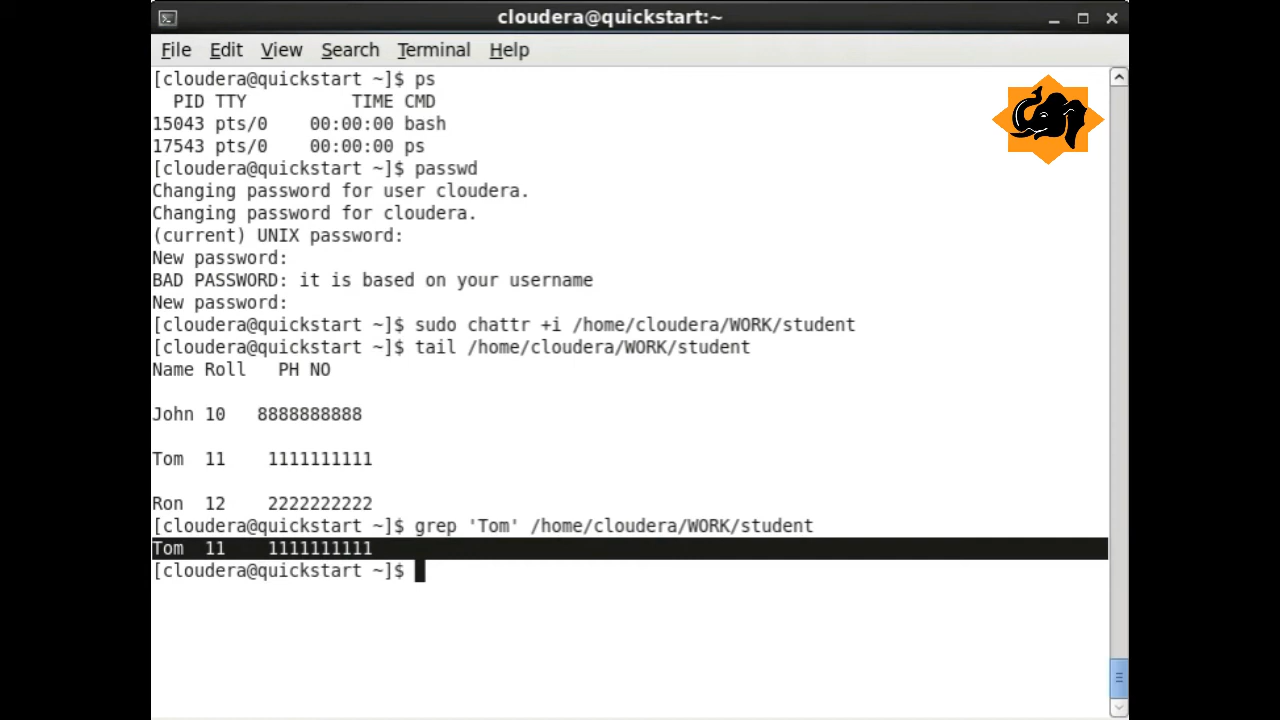 cloudera@quickstart:~
File Edit View Search Terminal Help
[cloudera@quickstart ~]$ ps
  PID TTY          TIME CMD
15043 pts/0    00:00:00 bash
17543 pts/0    00:00:00 ps
[cloudera@quickstart ~]$ passwd
Changing password for user cloudera.
Changing password for cloudera.
(current) UNIX password:
New password:
BAD PASSWORD: it is based on your username
New password:
[cloudera@quickstart ~]$ sudo chattr +i /home/cloudera/WORK/student
[cloudera@quickstart ~]$ tail /home/cloudera/WORK/student
Name Roll   PH NO
John 10   8888888888
Tom  11    1111111111
Ron  12    2222222222
[cloudera@quickstart ~]$ grep 'Tom' /home/cloudera/WORK/student
Tom  11    1111111111
[cloudera@quickstart ~]$